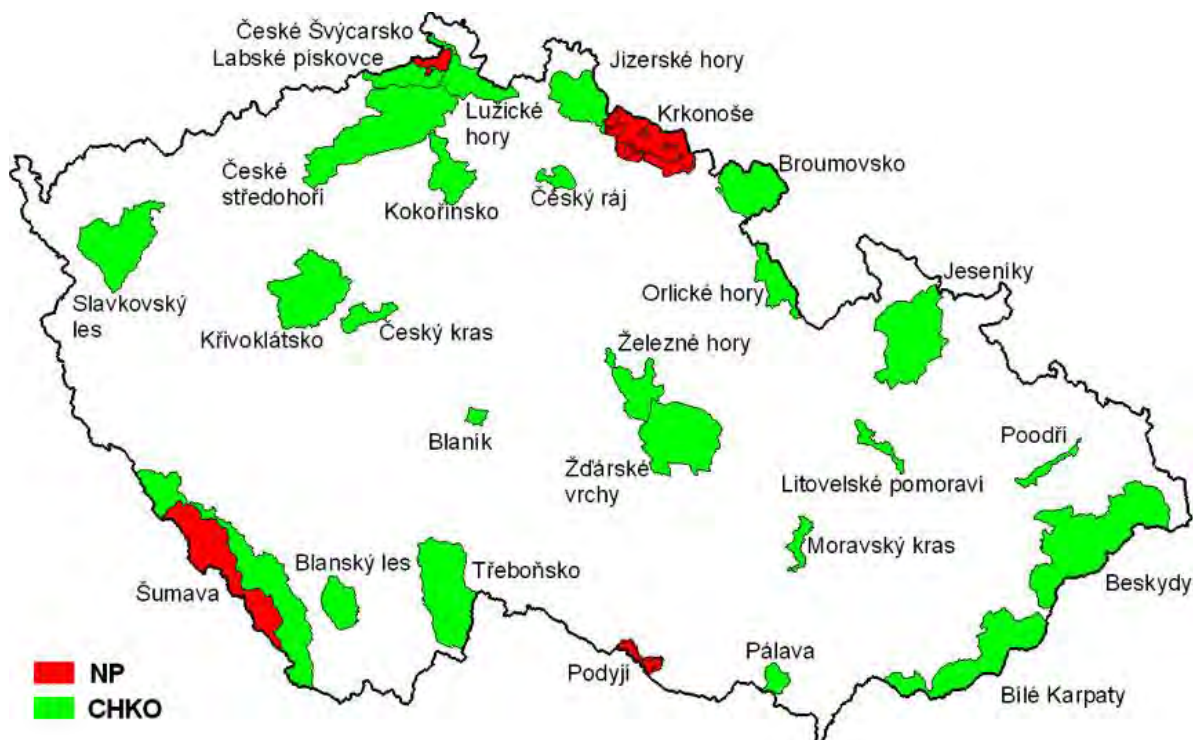 České Švýcarsko
Labské pískovce
Jizerské hory
Lužické
hory
Krkonoše
Broumovsko
České
středohoří
Kokořínsko
Český ráj
Slavkovský
les
Křivoklátsko
Český kras
Orlické hory
Jeseníky
Železné hory
Blaník
Žďárské
vrchy
Litovelské pomoraví
Poodří
Moravský kras
Beskydy
Šumava
Blanský les
Třeboňsko
Podyjí
Pálava
Bílé Karpaty
NP
CHKO